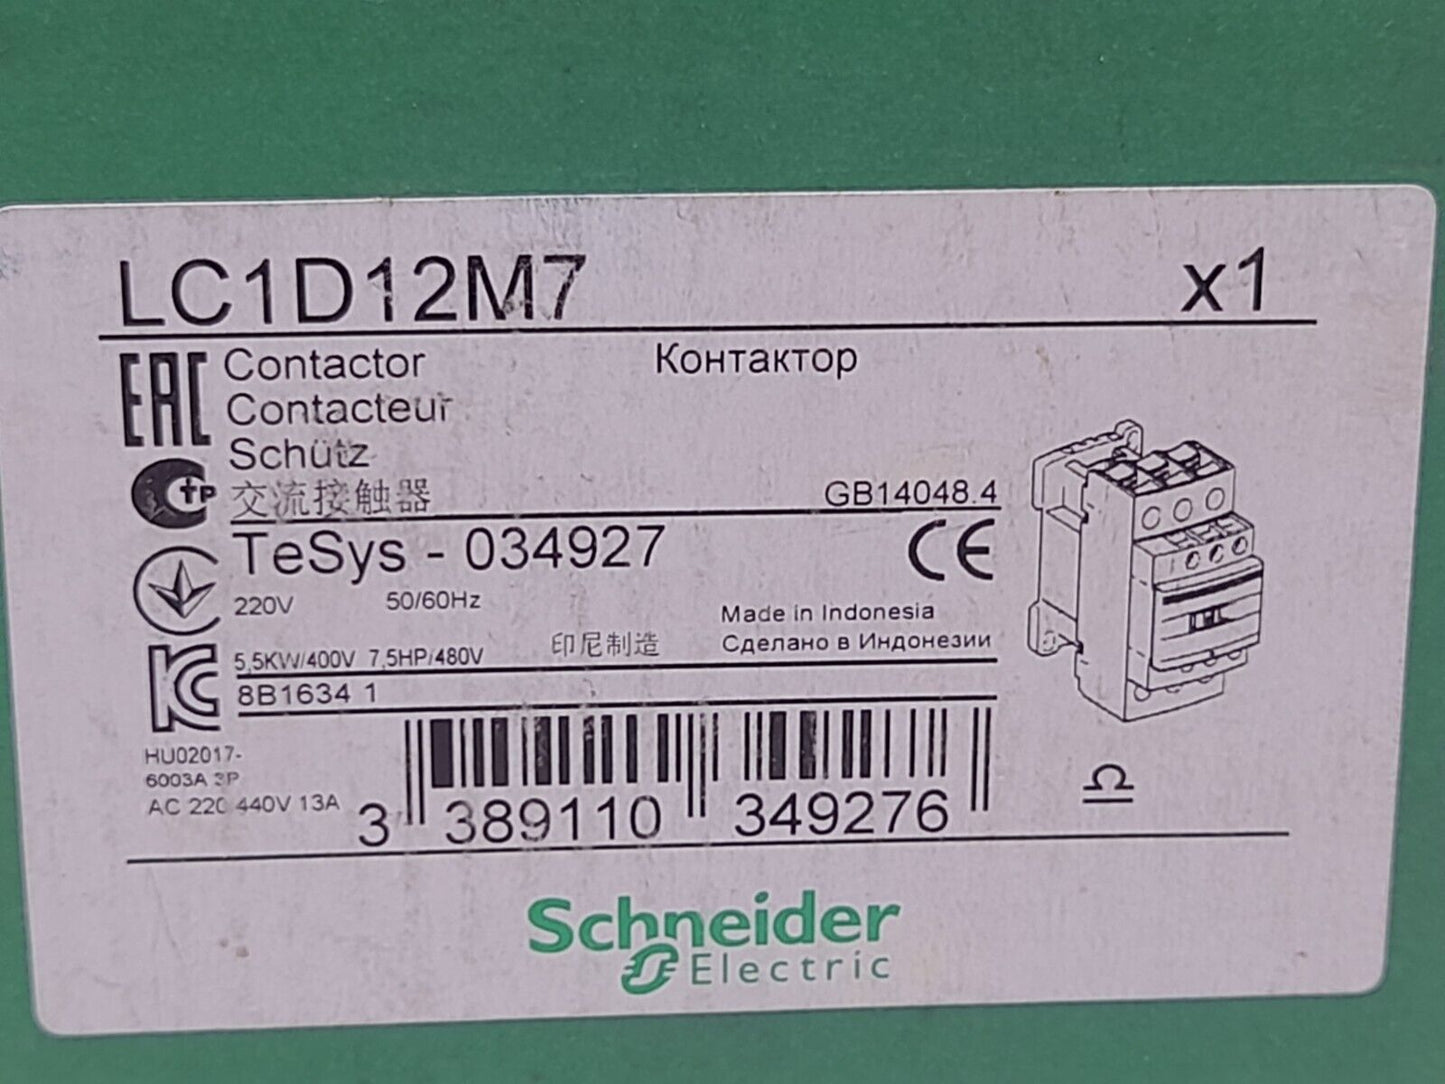 LC1D12M7 x1
Contactor Контактор
Contacteur
Schütz
交流接触器 GB14048.4
TeSys - 034927
220V 50/60Hz
Made in Indonesia
Сделано в Индонезии
5,5KW/400V 7,5HP/480V 印尼制造
8B1634 1
HU02017-
6003A 3P
AC 220 440V 13A
3 389110 349276
Schneider
Electric
EAC
CE